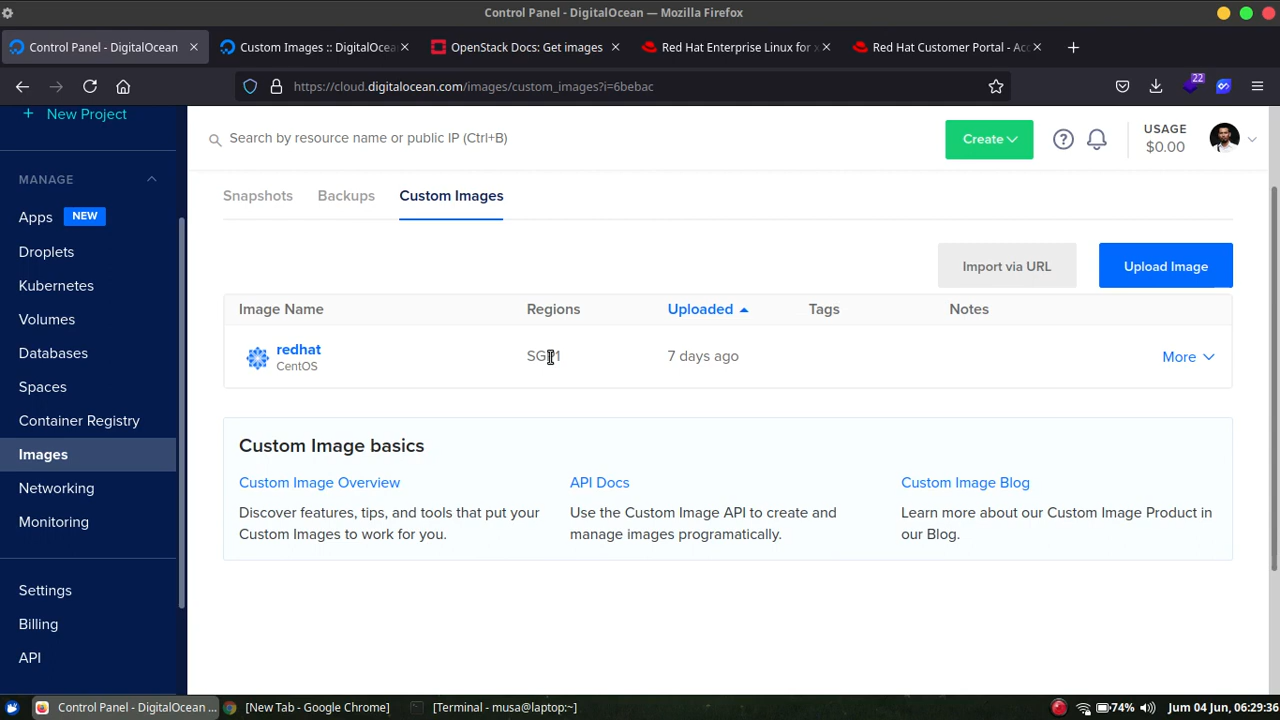 Control Panel - DigitalOcean — Mozilla Firefox
Control Panel - DigitalOcean
Custom Images :: DigitalOcea
OpenStack Docs: Get images
Red Hat Enterprise Linux for x
Red Hat Customer Portal - Acc
https://cloud.digitalocean.com/images/custom_images?i=6bebac
22
+ New Project
MANAGE
Apps NEW
Droplets
Kubernetes
Volumes
Databases
Spaces
Container Registry
Images
Networking
Monitoring
Settings
Billing
API
Search by resource name or public IP (Ctrl+B)
Create
USAGE
$0.00
Snapshots Backups Custom Images
Import via URL Upload Image
Image Name Regions Uploaded Tags Notes
redhat
CentOS
7 days ago
More
Custom Image basics
Custom Image Overview
Discover features, tips, and tools that put your
Custom Images to work for you.
API Docs
Use the Custom Image API to create and
manage images programatically.
Custom Image Blog
Learn more about our Custom Image Product in
our Blog.
Control Panel - DigitalOcean ...
[New Tab - Google Chrome]
[Terminal - musa@laptop:~]
74%
Jum 04 Jun, 06:29:36